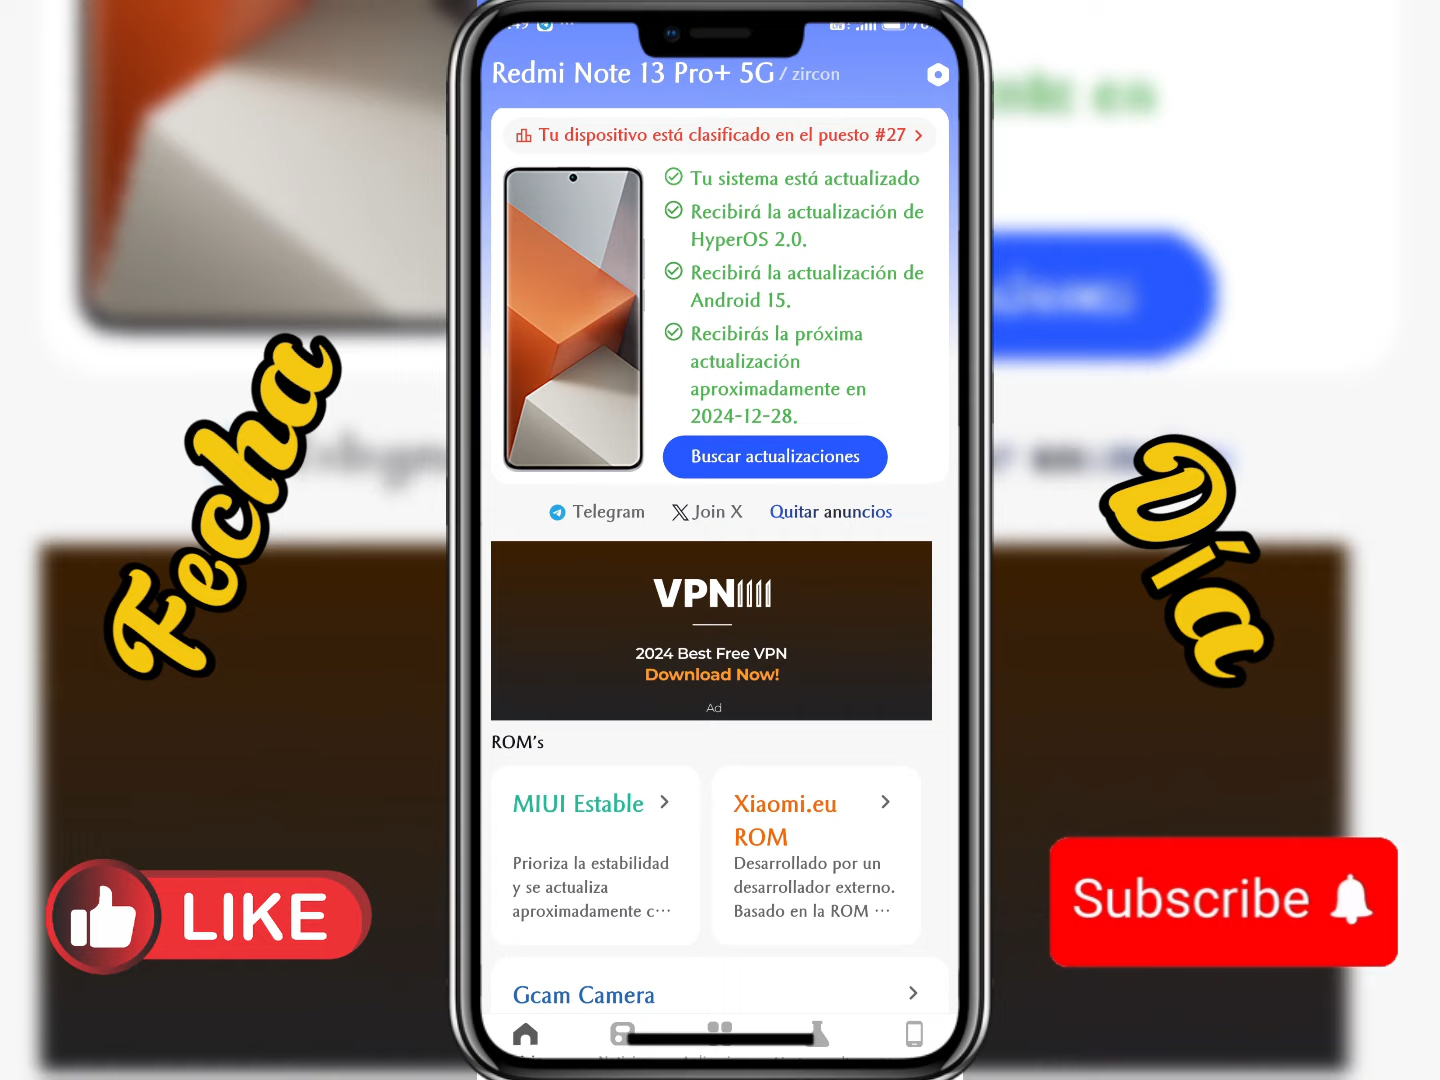 Redmi Note 13 Pro+ 5G / zircon
Tu dispositivo está clasificado en el puesto #27
Tu sistema está actualizado
Recibirá la actualización de
HyperOS 2.0.
Recibirá la actualización de
Android 15.
Recibirás la próxima
actualización
aproximadamente en
2024-12-28.
Buscar actualizaciones
Telegram Join X Quitar anuncios
Fecha
Día
VPN
2024 Best Free VPN
Download Now!
Ad
ROM's
MIUI Estable
Prioriza la estabilidad
y se actualiza
aproximadamente c···
Xiaomi.eu
ROM
Desarrollado por un
desarrollador externo.
Basado en la ROM ···
LIKE
Subscribe
Gcam Camera